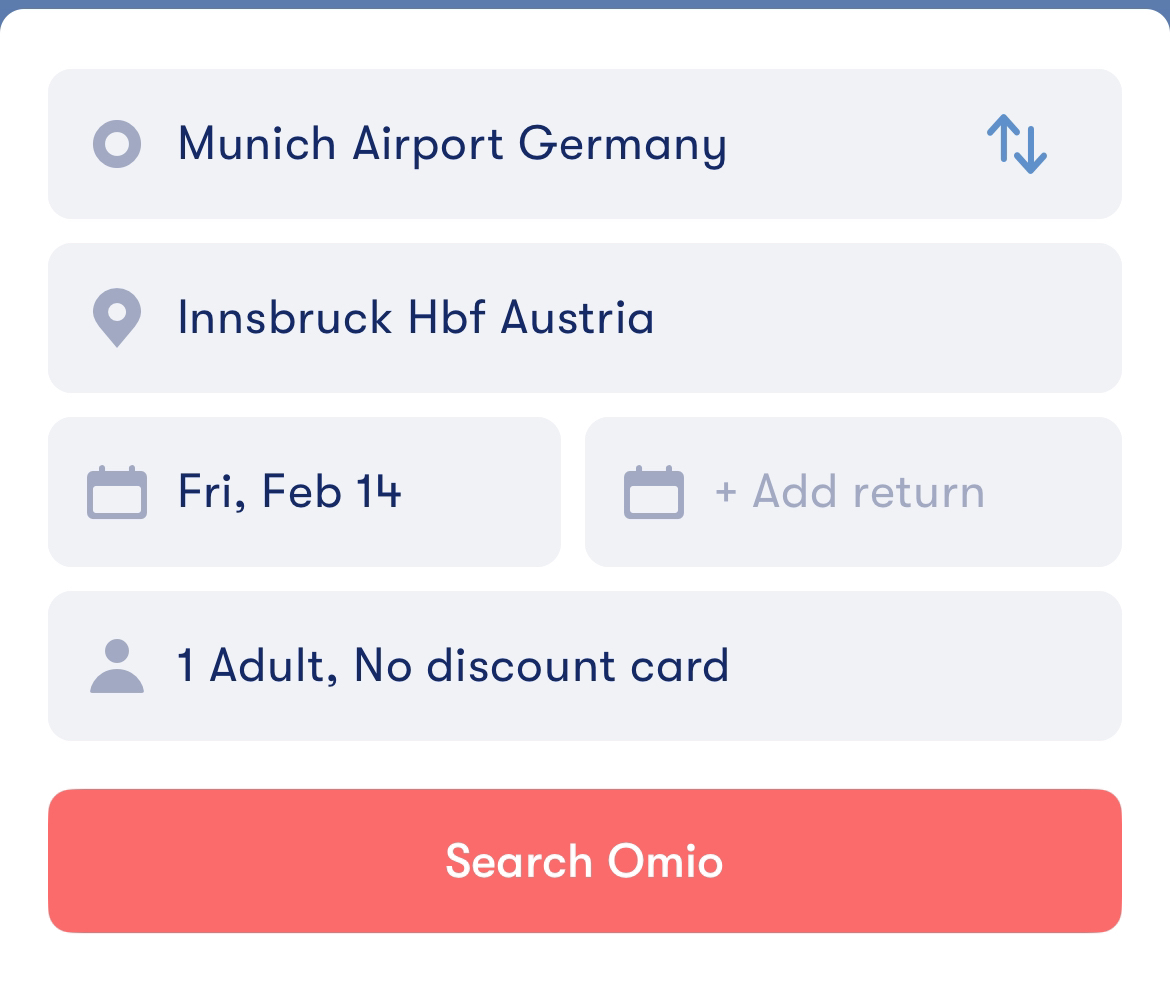 Munich Airport Germany
Innsbruck Hbf Austria
Fri, Feb 14
+ Add return
1 Adult, No discount card
Search Omio